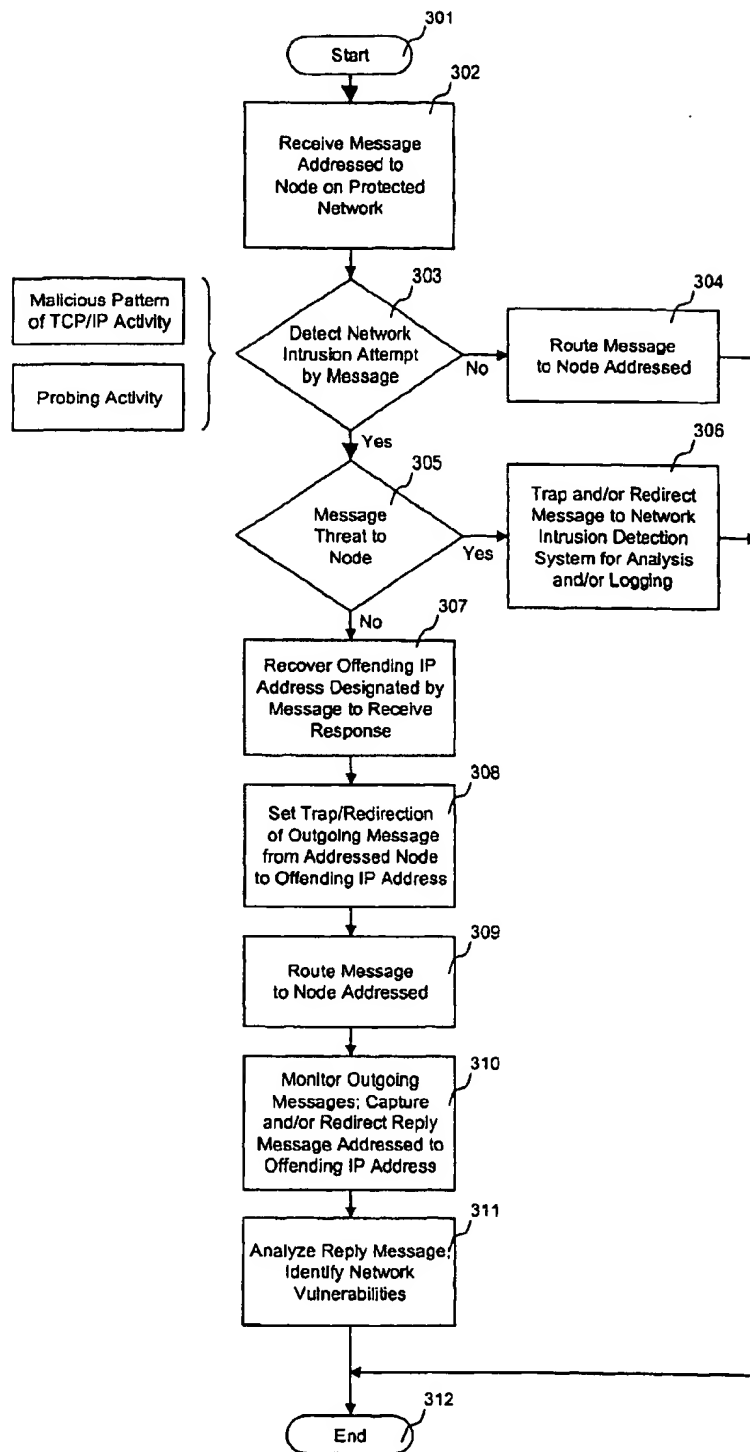 301
Start
302
Receive Message
Addressed to
Node on Protected
Network
303
Malicious Pattern
of TCP/IP Activity
Probing Activity
Detect Network
Intrusion Attempt
by Message
No
304
Route Message
to Node Addressed
Yes
305
Message
Threat to
Node
Yes
306
Trap and/or Redirect
Message to Network
Intrusion Detection
System for Analysis
and/or Logging
No
307
Recover Offending IP
Address Designated by
Message to Receive
Response
308
Set Trap/Redirection
of Outgoing Message
from Addressed Node
to Offending IP Address
309
Route Message
to Node Addressed
310
Monitor Outgoing
Messages; Capture
and/or Redirect Reply
Message Addressed to
Offending IP Address
311
Analyze Reply Message;
Identify Network
Vulnerabilities
312
End